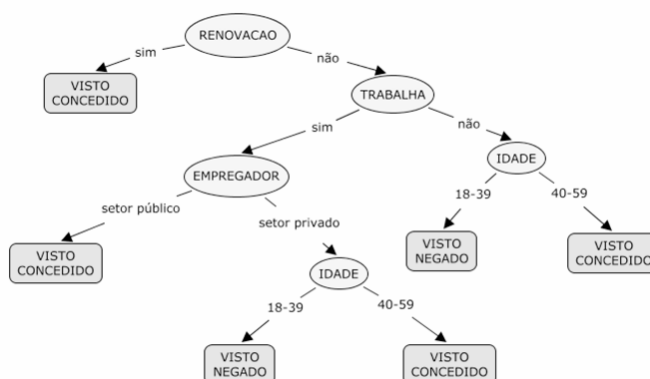 RENOVACAO
sim
não
VISTO
CONCEDIDO
TRABALHA
sim
não
EMPREGADOR
IDADE
setor público
setor privado
18-39
40-59
VISTO
CONCEDIDO
VISTO
NEGADO
VISTO
CONCEDIDO
IDADE
18-39
40-59
VISTO
NEGADO
VISTO
CONCEDIDO